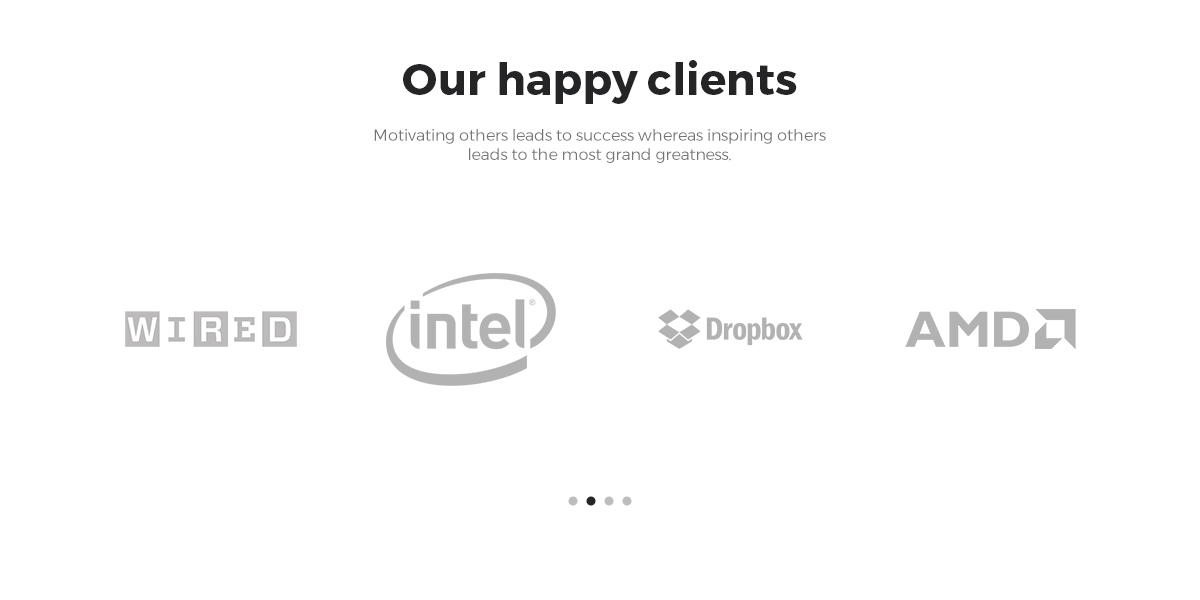 Our happy clients
Motivating others leads to success whereas inspiring others
leads to the most grand greatness.
WIRED
intel®
Dropbox
AMD